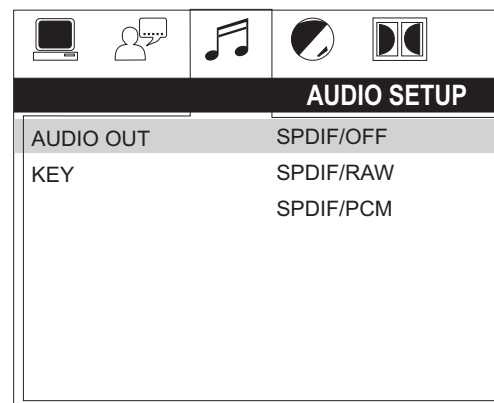 AUDIO SETUP
AUDIO OUT SPDIF/OFF
KEY SPDIF/RAW
SPDIF/PCM